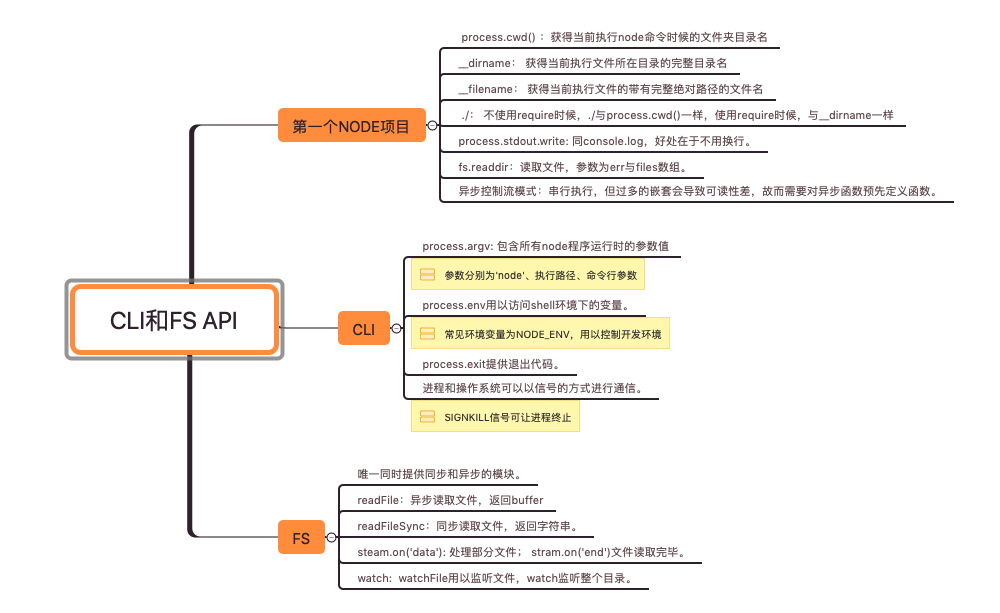 CLI和FS API
第一个NODE项目
process.cwd() ：获得当前执行node命令时候的文件夹目录名
__dirname： 获得当前执行文件所在目录的完整目录名
__filename： 获得当前执行文件的带有完整绝对路径的文件名
./： 不使用require时候，./与process.cwd()一样，使用require时候，与__dirname一样
process.stdout.write: 同console.log，好处在于不用换行。
fs.readdir：读取文件，参数为err与files数组。
异步控制流模式：串行执行，但过多的嵌套会导致可读性差，故而需要对异步函数预先定义函数。
CLI
process.argv: 包含所有node程序运行时的参数值
参数分别为'node'、执行路径、命令行参数
process.env用以访问shell环境下的变量。
常见环境变量为NODE_ENV，用以控制开发环境
process.exit提供退出代码。
进程和操作系统可以以信号的方式进行通信。
SIGNKILL信号可让进程终止
FS
唯一同时提供同步和异步的模块。
readFile：异步读取文件，返回buffer
readFileSync：同步读取文件，返回字符串。
steam.on('data'): 处理部分文件； stram.on('end')文件读取完毕。
watch: watchFile用以监听文件，watch监听整个目录。